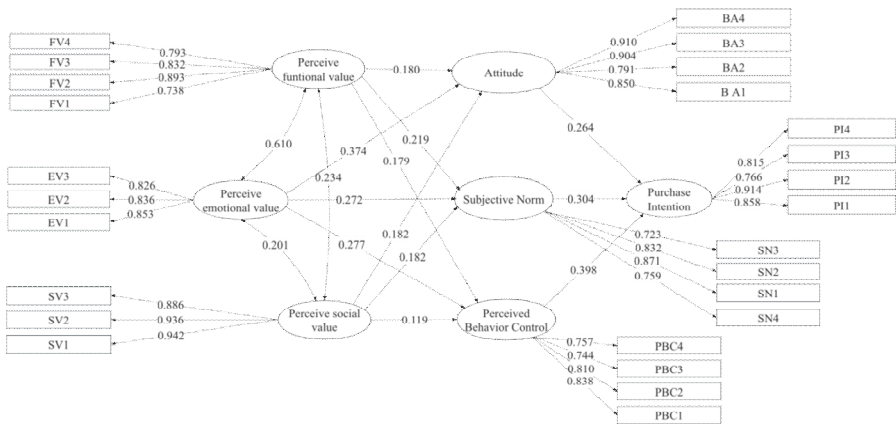 FV4
FV3
FV2
FV1
0.793
0.832
0.893
0.738
Perceive
funtional value
0.180
Attitude
0.910
0.904
0.791
0.850
BA4
BA3
BA2
B A1
0.610
0.234
0.374
0.219
0.179
0.264
EV3
EV2
EV1
0.826
0.836
0.853
Perceive
emotional value
0.272
0.277
0.201
Subjective Norm
0.304
Purchase
Intention
0.815
0.766
0.914
0.858
PI4
PI3
PI2
PI1
0.182
0.182
0.398
0.723
0.832
0.871
0.759
SN3
SN2
SN1
SN4
SV3
SV2
SV1
0.886
0.936
0.942
Perceive social
value
0.119
Perceived
Behavior Control
0.757
0.744
0.810
0.838
PBC4
PBC3
PBC2
PBC1